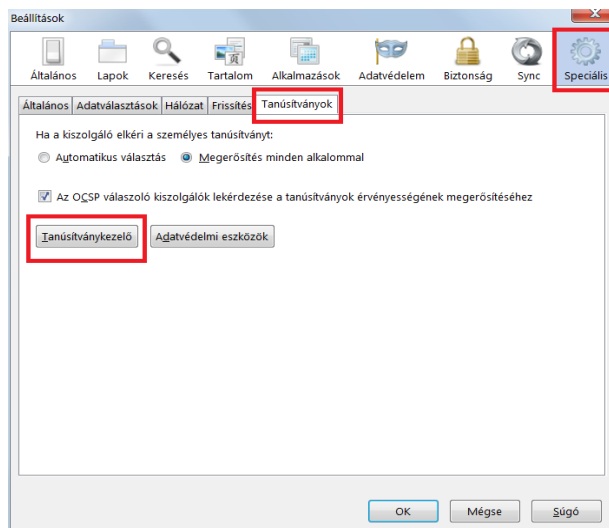 Beállítások
Általános Lapok Keresés Tartalom Alkalmazások Adatvédelem Biztonság Sync Speciális
Általános Adatválasztások Hálózat Frissítés Tanúsítványok
Ha a kiszolgáló elkéri a személyes tanúsítványt:
Automatikus választás Megerősítés minden alkalommal
Az OCSP válaszoló kiszolgálók lekérdezése a tanúsítványok érvényességének megerősítéséhez
Tanúsítványkezelő Adatvédelmi eszközök
OK Mégse Súgó